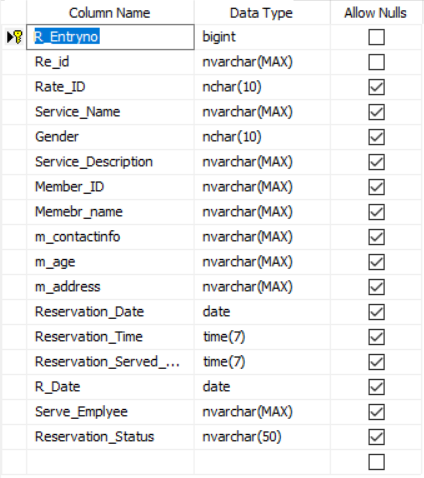 Column Name Data Type Allow Nulls
R_Entryno bigint
Re_id nvarchar(MAX)
Rate_ID nchar(10)
Service_Name nvarchar(MAX)
Gender nchar(10)
Service_Description nvarchar(MAX)
Member_ID nvarchar(MAX)
Memebr_name nvarchar(MAX)
m_contactinfo nvarchar(MAX)
m_age nvarchar(MAX)
m_address nvarchar(MAX)
Reservation_Date date
Reservation_Time time(7)
Reservation_Served_... time(7)
R_Date date
Serve_Emplyee nvarchar(MAX)
Reservation_Status nvarchar(50)